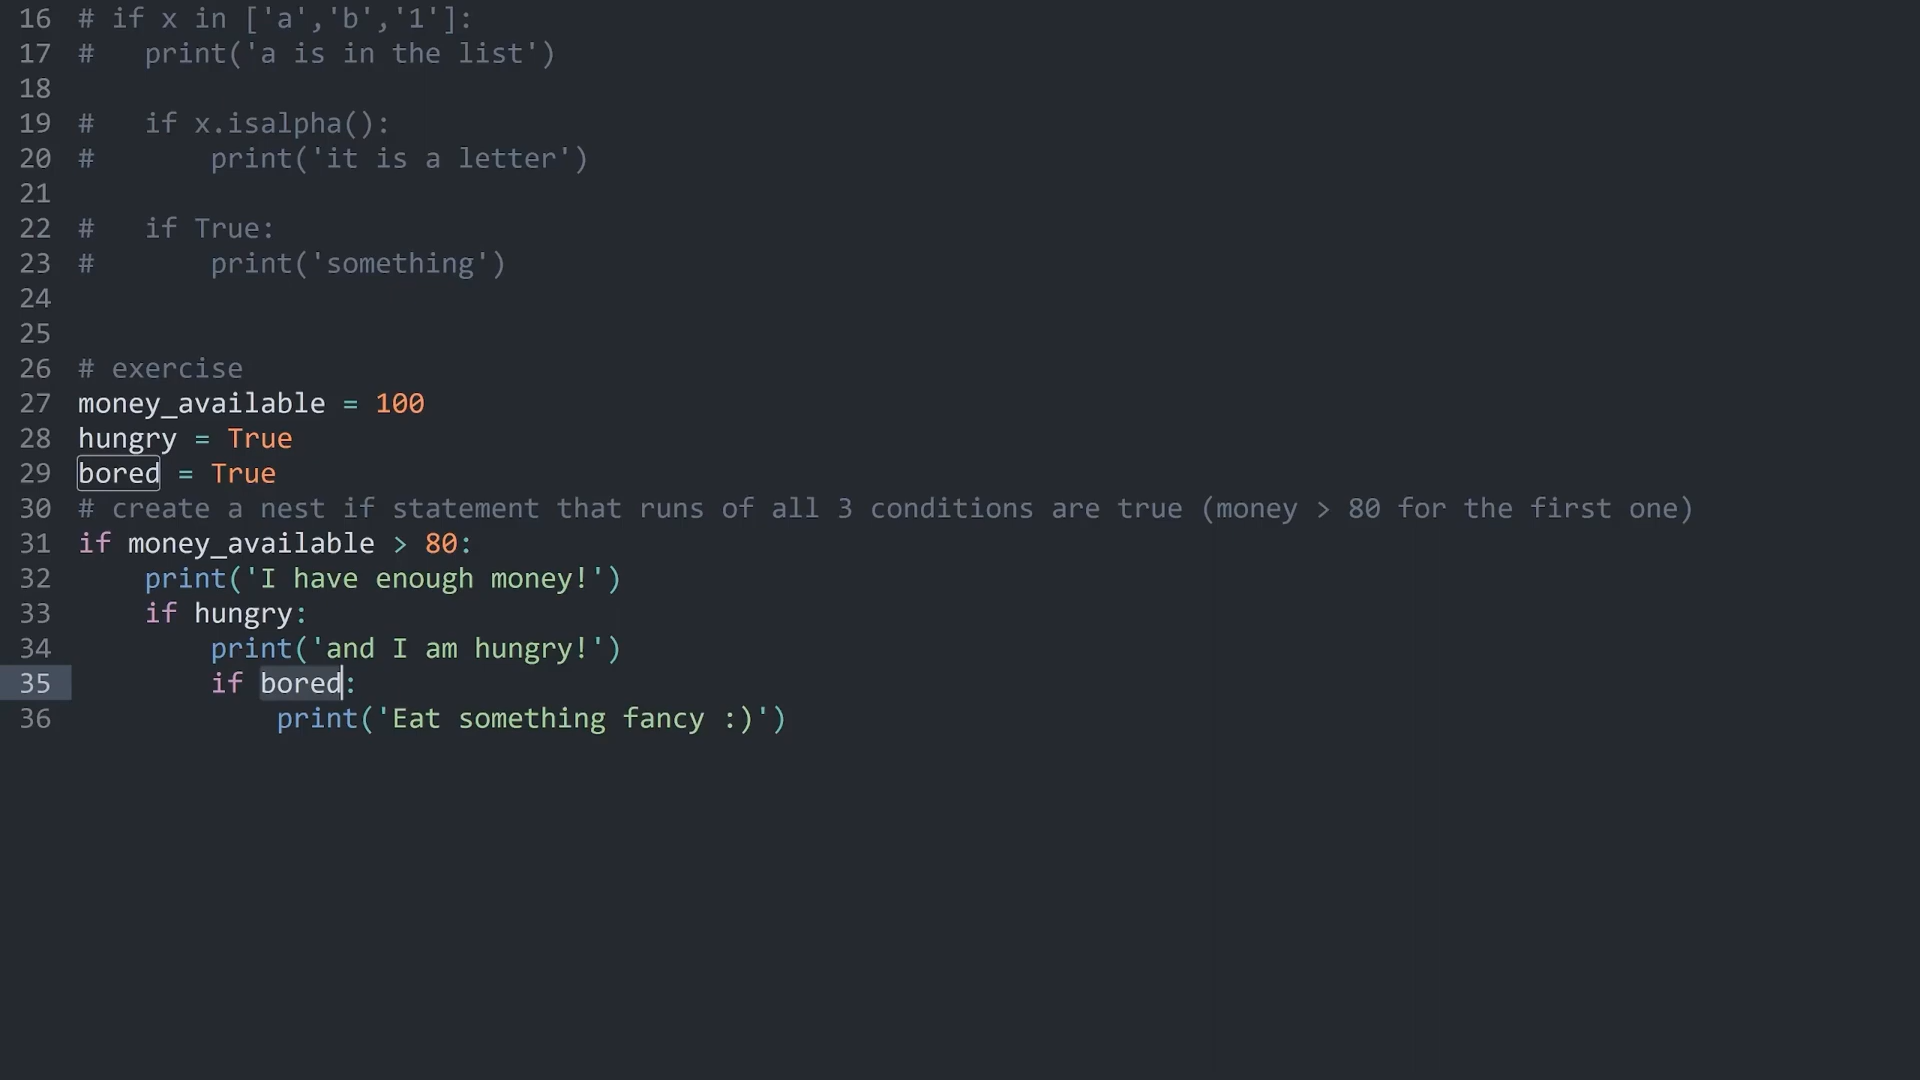 16 # if x in ['a','b','1']:
17 #   print('a is in the list')
18
19 #   if x.isalpha():
20 #       print('it is a letter')
21
22 #   if True:
23 #       print('something')
24
25
26 # exercise
27 money_available = 100
28 hungry = True
29 bored = True
30 # create a nest if statement that runs of all 3 conditions are true (money > 80 for the first one)
31 if money_available > 80:
32     print('I have enough money!')
33     if hungry:
34         print('and I am hungry!')
35         if bored:
36             print('Eat something fancy :)')